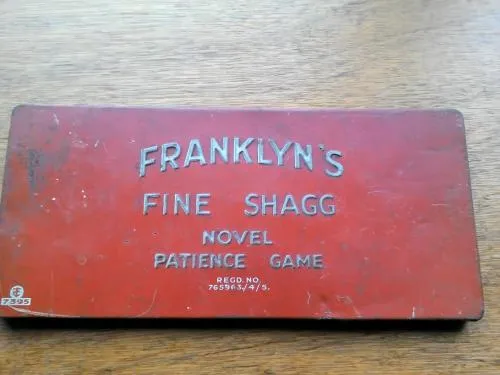 FRANKLYN'S
FINE SHAGG
NOVEL
PATIENCE GAME
REGD. NO.
765963/4/5.
7395